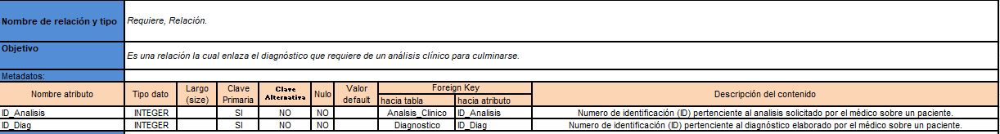 Nombre de relación y tipo Requiere, Relación.
Objetivo
Es una relación la cual enlaza el diagnóstico que requiere de un análisis clínico para culminarse.
Metadatos:
Nombre atributo Tipo dato Largo (size) Clave Primaria Clave Alternativa Nulo Valor default Foreign Key Descripción del contenido
hacia tabla hacia atributo
ID_Analisis INTEGER SI NO NO Analsis_Clinico ID_Analisis Numero de identificación (ID) perteneciente al analisis solicitado por el médico sobre un paciente.
ID_Diag INTEGER SI NO NO Diagnostico ID_Diag Numero de identificación (ID) perteneciente al diagnóstico elaborado por el médico sobre un paciente.